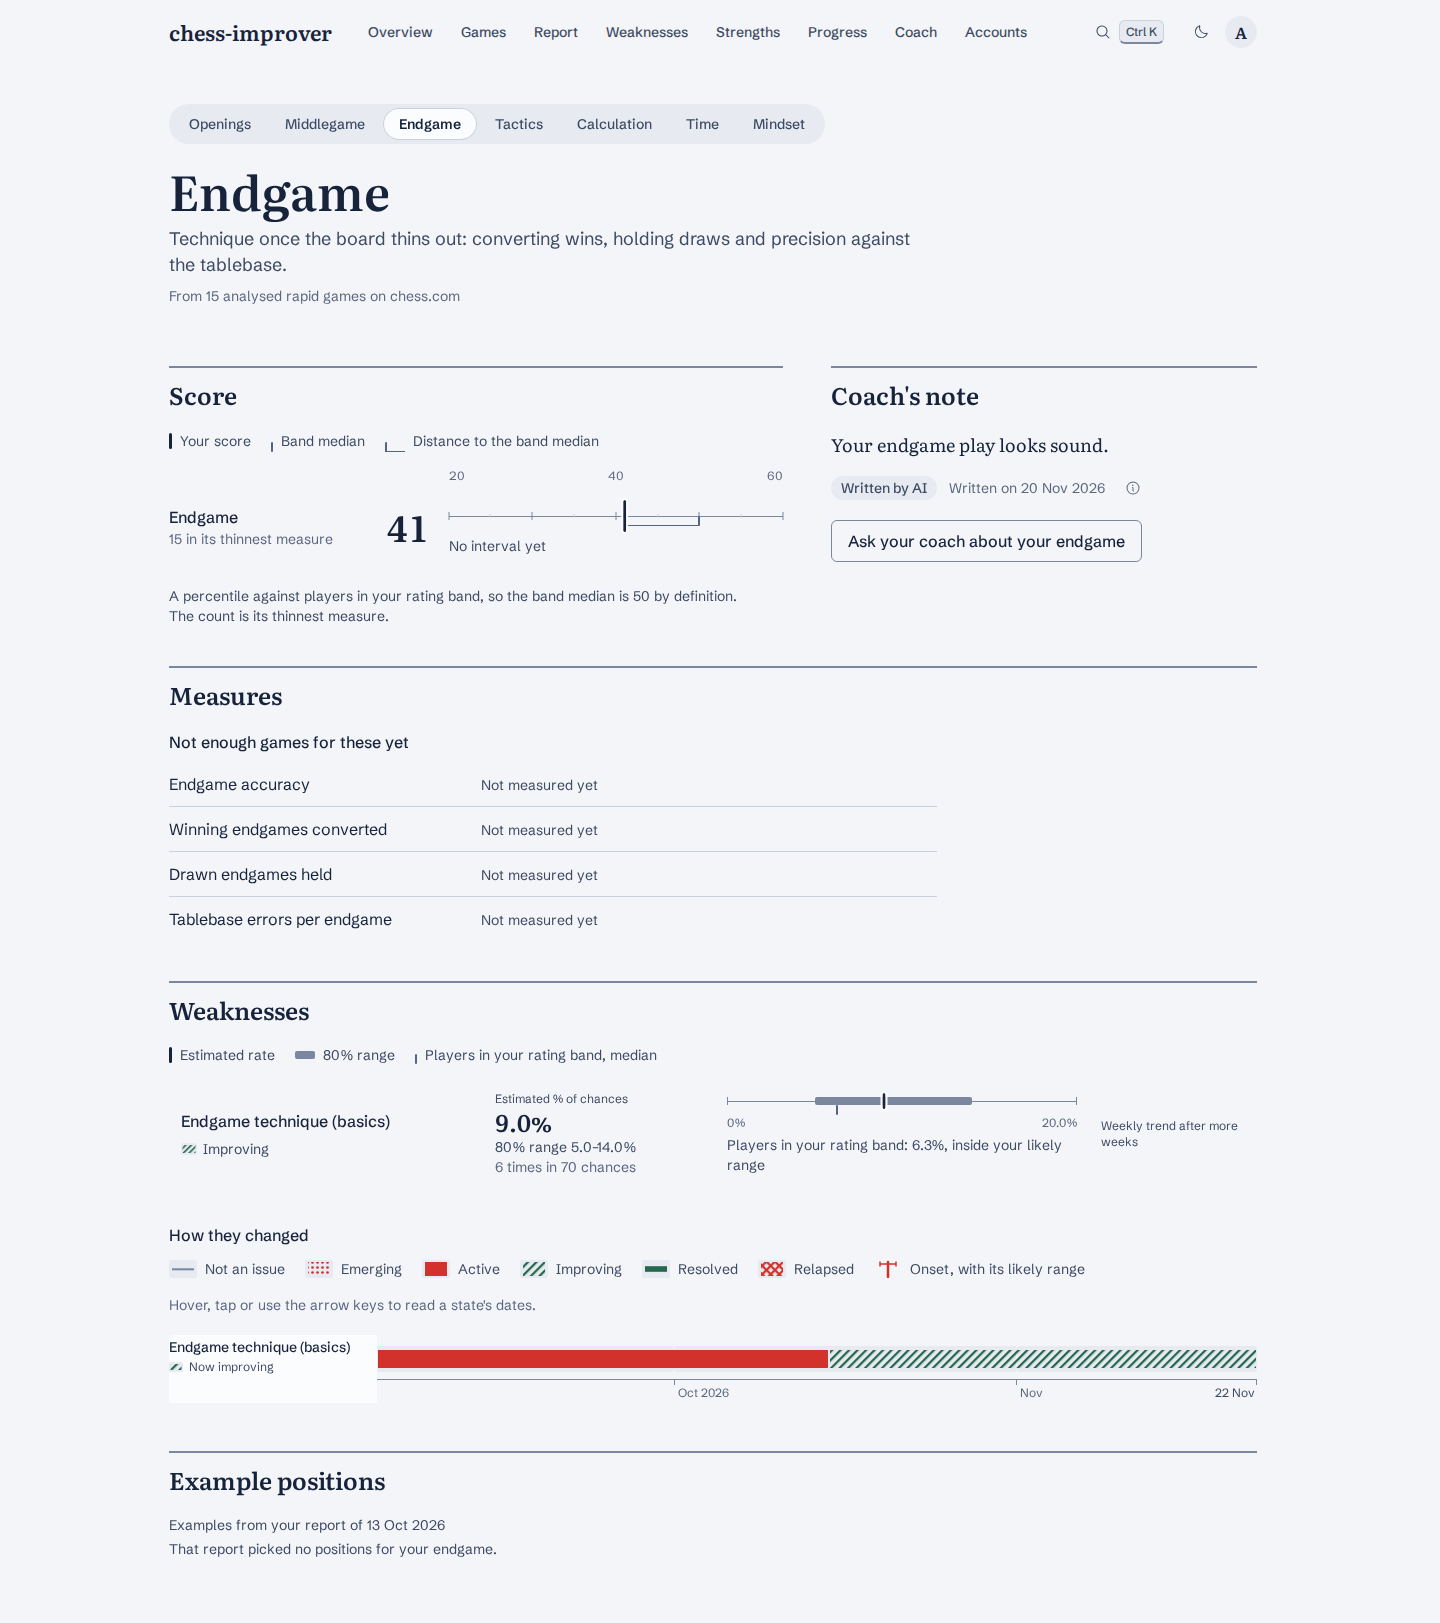 chess-improver Overview Games Report Weaknesses Strengths Progress Coach Accounts Ctrl K A
Openings Middlegame Endgame Tactics Calculation Time Mindset
Endgame
Technique once the board thins out: converting wins, holding draws and precision against
the tablebase.
From 15 analysed rapid games on chess.com
Score
Your score Band median Distance to the band median
20 40 60
Endgame
15 in its thinnest measure
41
No interval yet
A percentile against players in your rating band, so the band median is 50 by definition.
The count is its thinnest measure.
Coach's note
Your endgame play looks sound.
Written by AI Written on 20 Nov 2026
Ask your coach about your endgame
Measures
Not enough games for these yet
Endgame accuracy Not measured yet
Winning endgames converted Not measured yet
Drawn endgames held Not measured yet
Tablebase errors per endgame Not measured yet
Weaknesses
Estimated rate 80% range Players in your rating band, median
Endgame technique (basics)
Improving
Estimated % of chances
9.0%
80% range 5.0–14.0%
6 times in 70 chances
0% 20.0%
Players in your rating band: 6.3%, inside your likely
range
Weekly trend after more
weeks
How they changed
Not an issue Emerging Active Improving Resolved Relapsed Onset, with its likely range
Hover, tap or use the arrow keys to read a state's dates.
Endgame technique (basics)
Now improving
Oct 2026 Nov 22 Nov
Example positions
Examples from your report of 13 Oct 2026
That report picked no positions for your endgame.